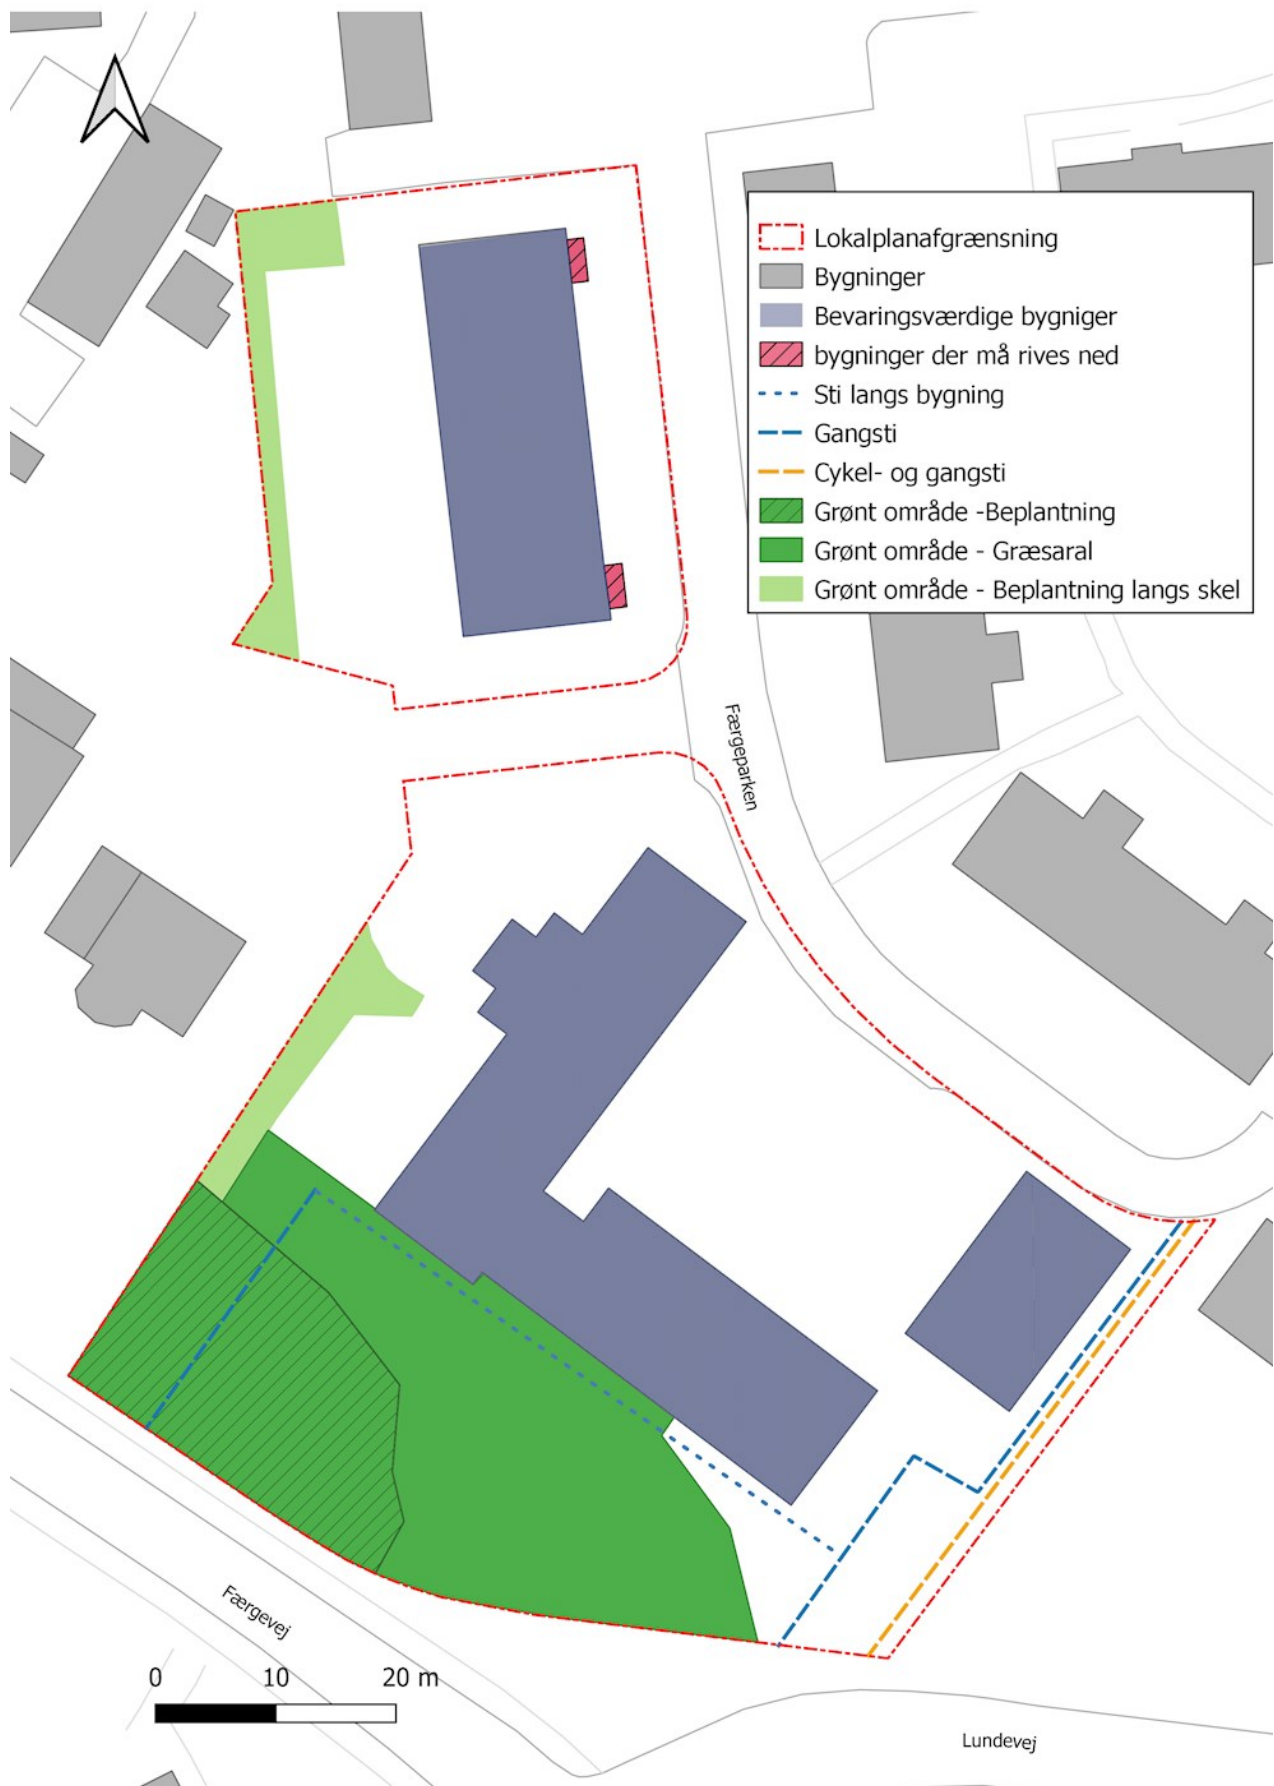 Lokalplanafgrænsning
Bygninger
Bevaringsværdige bygniger
bygninger der må rives ned
Sti langs bygning
Gangsti
Cykel- og gangsti
Grønt område -Beplantning
Grønt område - Græsaral
Grønt område - Beplantning langs skel
Færgeparken
Færgevej
0 10 20 m
Lundevej